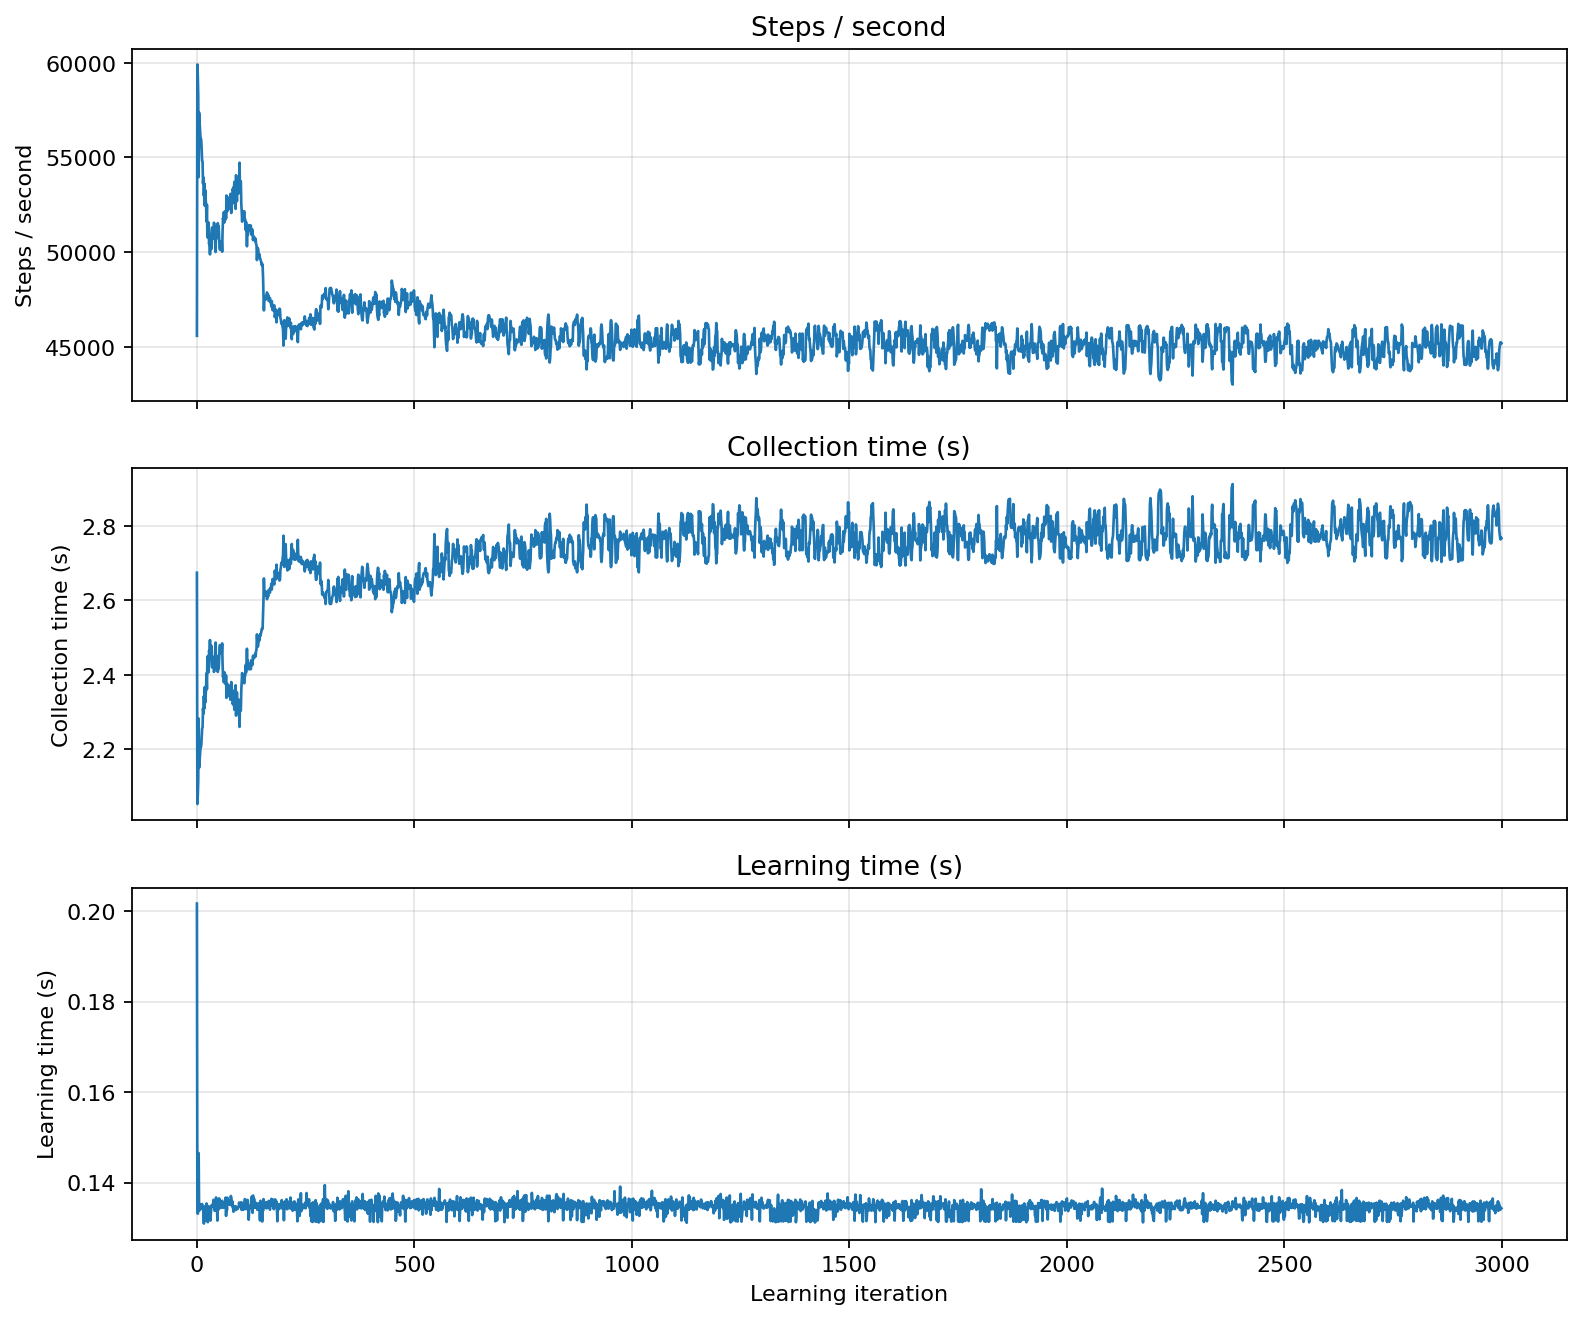 Steps / second
Steps / second
60000
55000
50000
45000
Collection time (s)
Collection time (s)
2.8
2.6
2.4
2.2
Learning time (s)
Learning time (s)
0.20
0.18
0.16
0.14
0 500 1000 1500 2000 2500 3000
Learning iteration